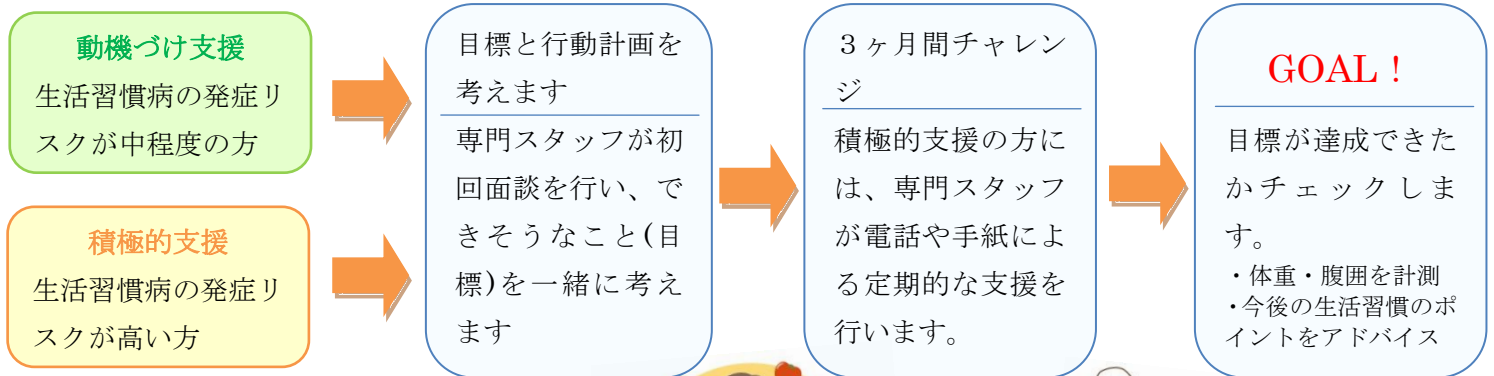 動機づけ支援
生活習慣病の発症リ
スクが中程度の方
積極的支援
生活習慣病の発症リ
スクが高い方
目標と行動計画を
考えます
専門スタッフが初
回面談を行い、で
きそうなこと(目
標)を一緒に考え
ます
３ヶ月間チャレン
ジ
積極的支援の方に
は、専門スタッフ
が電話や手紙によ
る定期的な支援を
行います。
GOAL！
目標が達成できた
かチェックしま
す。
・体重・腹囲を計測
・今後の生活習慣のポ
イントをアドバイス